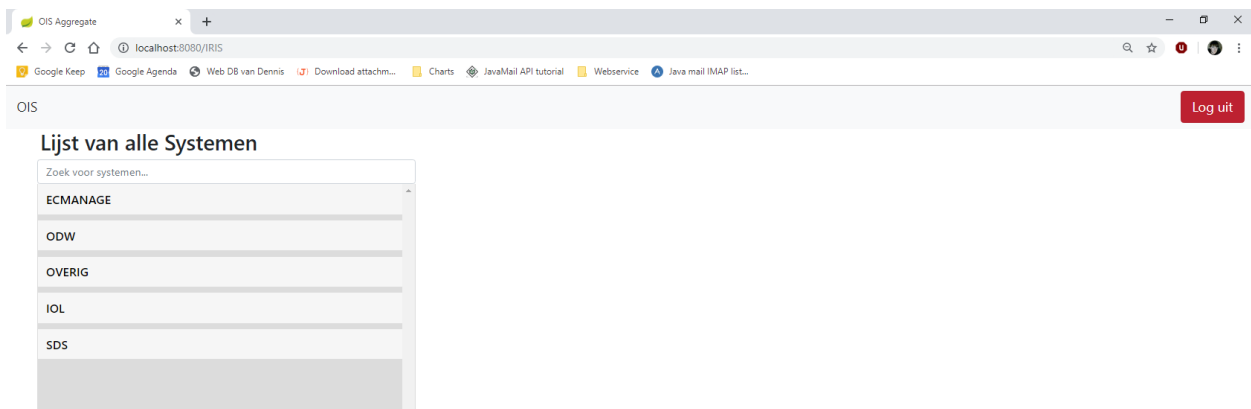 OIS Aggregate
localhost:8080/IRIS
Google Keep 20 Google Agenda Web DB van Dennis Download attachm... Charts JavaMail API tutorial Webservice Java mail IMAP list...
OIS Log uit
Lijst van alle Systemen
Zoek voor systemen...
ECMANAGE
ODW
OVERIG
IOL
SDS